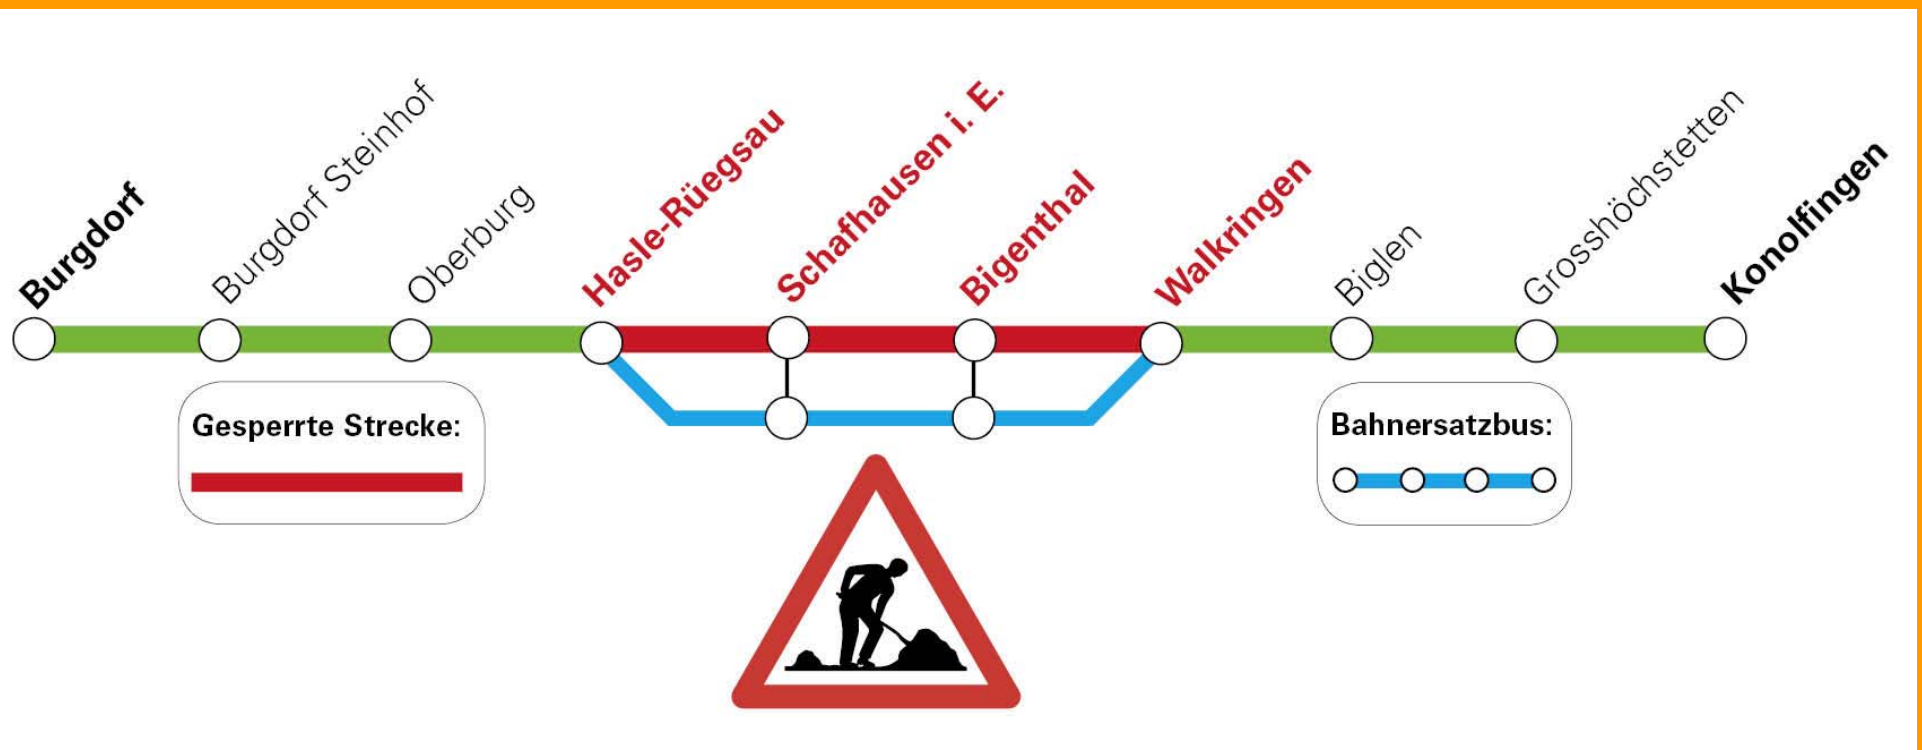 Burgdorf
Burgdorf Steinhof
Oberburg
Hasle-Rüegsau
Schafhausen i. E.
Bigenthal
Walkringen
Biglen
Grosshöchstetten
Konolfingen
Gesperrte Strecke:
Bahnersatzbus: